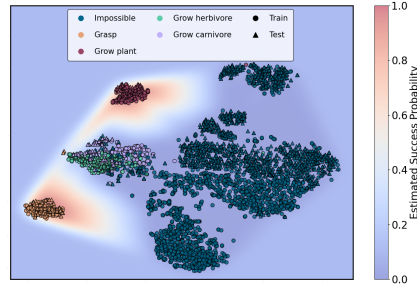 Impossible
Grasp
Grow plant
Grow herbivore
Grow carnivore
Train
Test
1.0
0.8
0.6
0.4
0.2
0.0
Estimated Success Probability